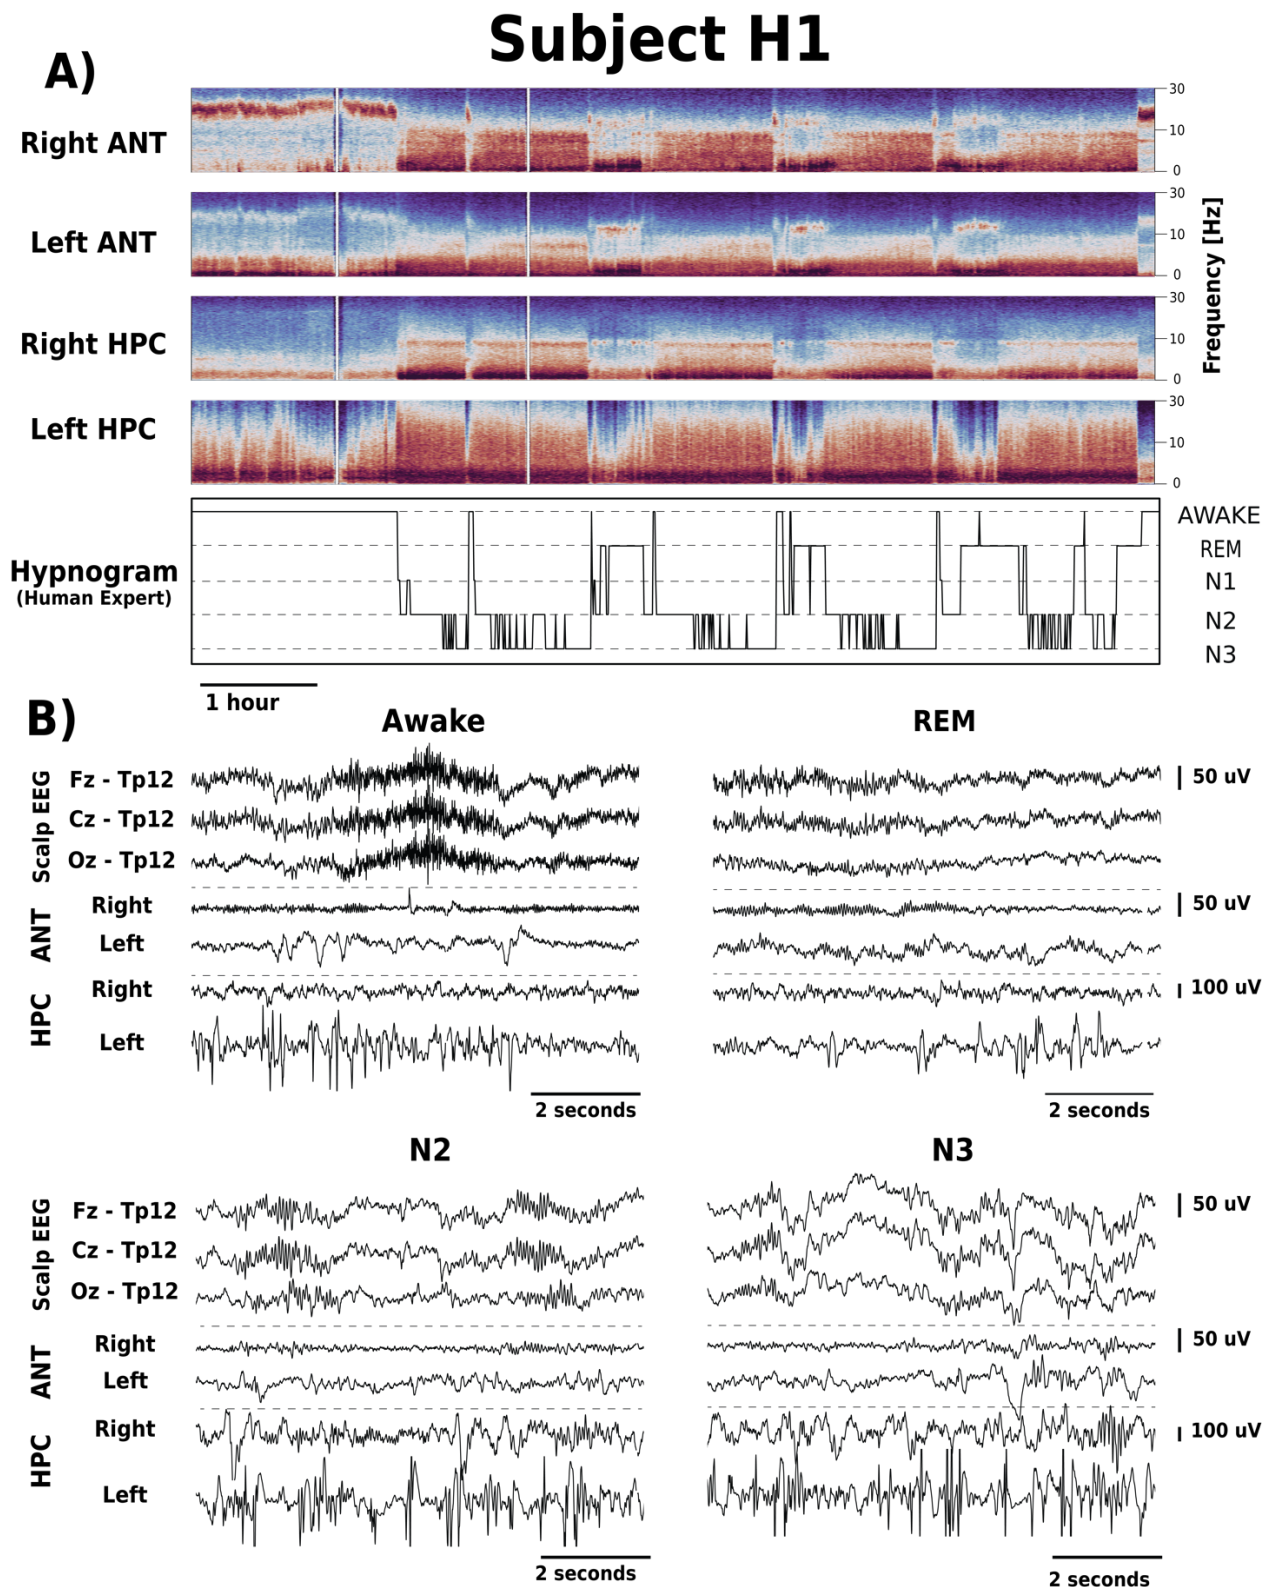 Subject H1
A)
Right ANT
30
10
0
Left ANT
30
10
0
Right HPC
30
10
0
Left HPC
30
10
0
Frequency [Hz]
Hypnogram
(Human Expert)
AWAKE
REM
N1
N2
N3
1 hour
B)
Awake
REM
Scalp EEG
Fz - Tp12
Cz - Tp12
Oz - Tp12
50 uV
ANT
Right
Left
50 uV
HPC
Right
Left
100 uV
2 seconds
2 seconds
N2
N3
Scalp EEG
Fz - Tp12
Cz - Tp12
Oz - Tp12
50 uV
ANT
Right
Left
50 uV
HPC
Right
Left
100 uV
2 seconds
2 seconds